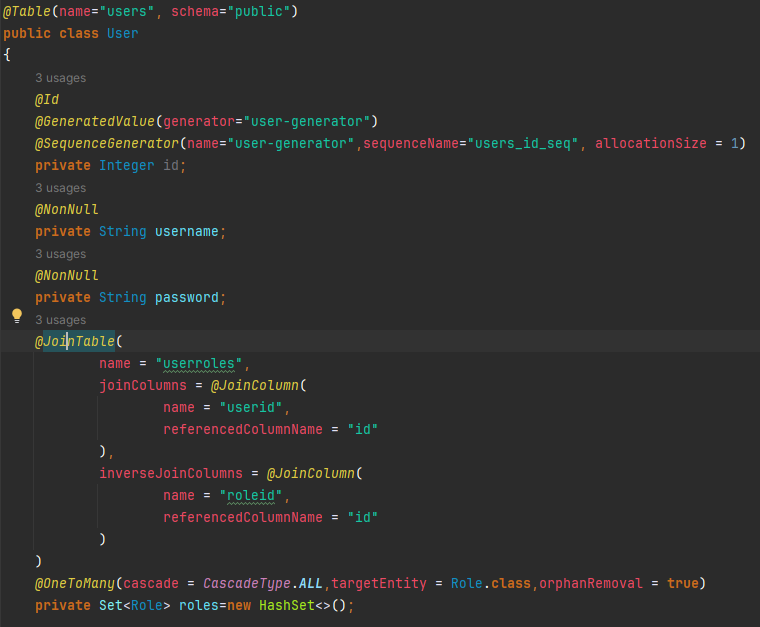 @Table(name="users", schema="public")
public class User
{
3 usages
@Id
@GeneratedValue(generator="user-generator")
@SequenceGenerator(name="user-generator",sequenceName="users_id_seq", allocationSize = 1)
private Integer id;
3 usages
@NonNull
private String username;
3 usages
@NonNull
private String password;
3 usages
@JoinTable(
name = "userroles",
joinColumns = @JoinColumn(
name = "userid",
referencedColumnName = "id"
),
inverseJoinColumns = @JoinColumn(
name = "roleid",
referencedColumnName = "id"
)
)
@OneToMany(cascade = CascadeType.ALL,targetEntity = Role.class,orphanRemoval = true)
private Set<Role> roles=new HashSet<>();